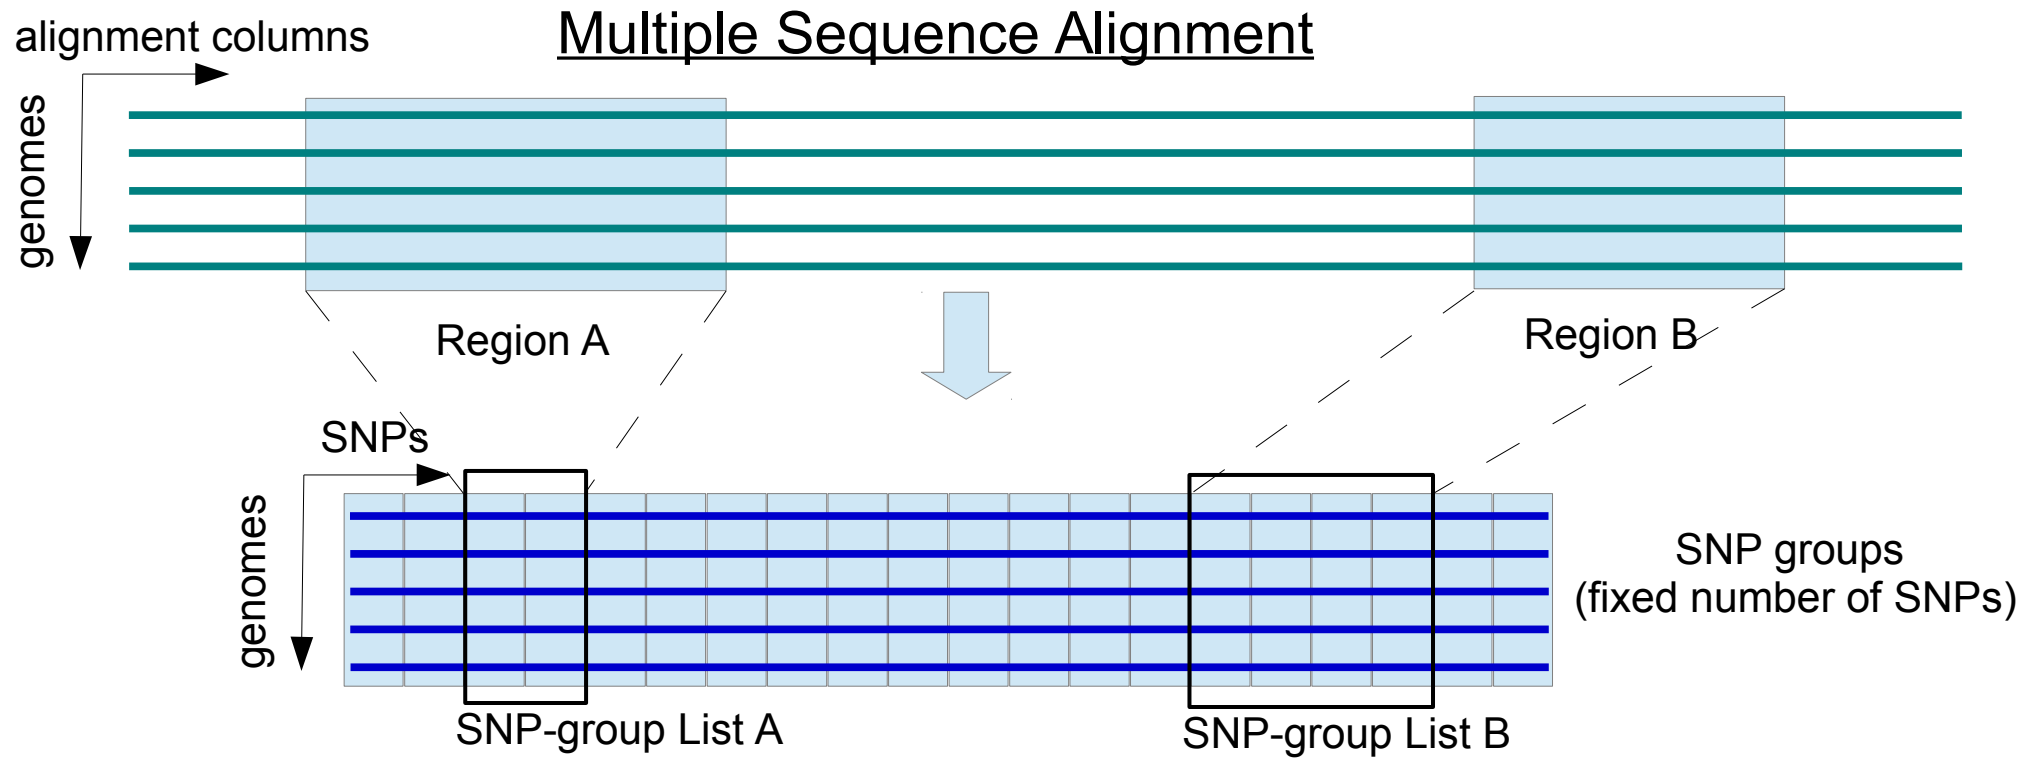 Multiple Sequence Alignment
alignment columns
genomes
Region A
Region B
SNPs
genomes
SNP groups
(fixed number of SNPs)
SNP-group List A
SNP-group List B